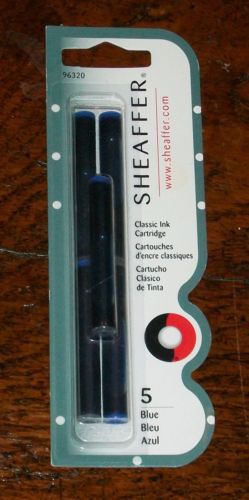 96320
SHEAFFER®
www.sheaffer.com
Classic Ink
Cartridge
Cartouches
d'encre classiques
Cartucho
Clásico
de Tinta
5
Blue
Bleu
Azul